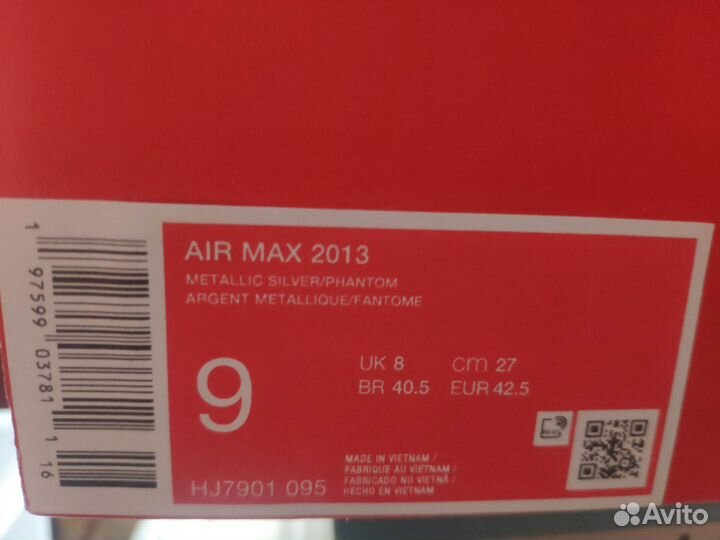 AIR MAX 2013
METALLIC SILVER/PHANTOM
ARGENT METALLIQUE/FANTOME
9
UK 8 cm 27
BR 40.5 EUR 42.5
MADE IN VIETNAM /
FABRIQUE AU VIETNAM /
FABRICADO NO VIETNÃ /
HECHO EN VIETNAM
HJ7901 095
1 97599 03781 1 16
Avito